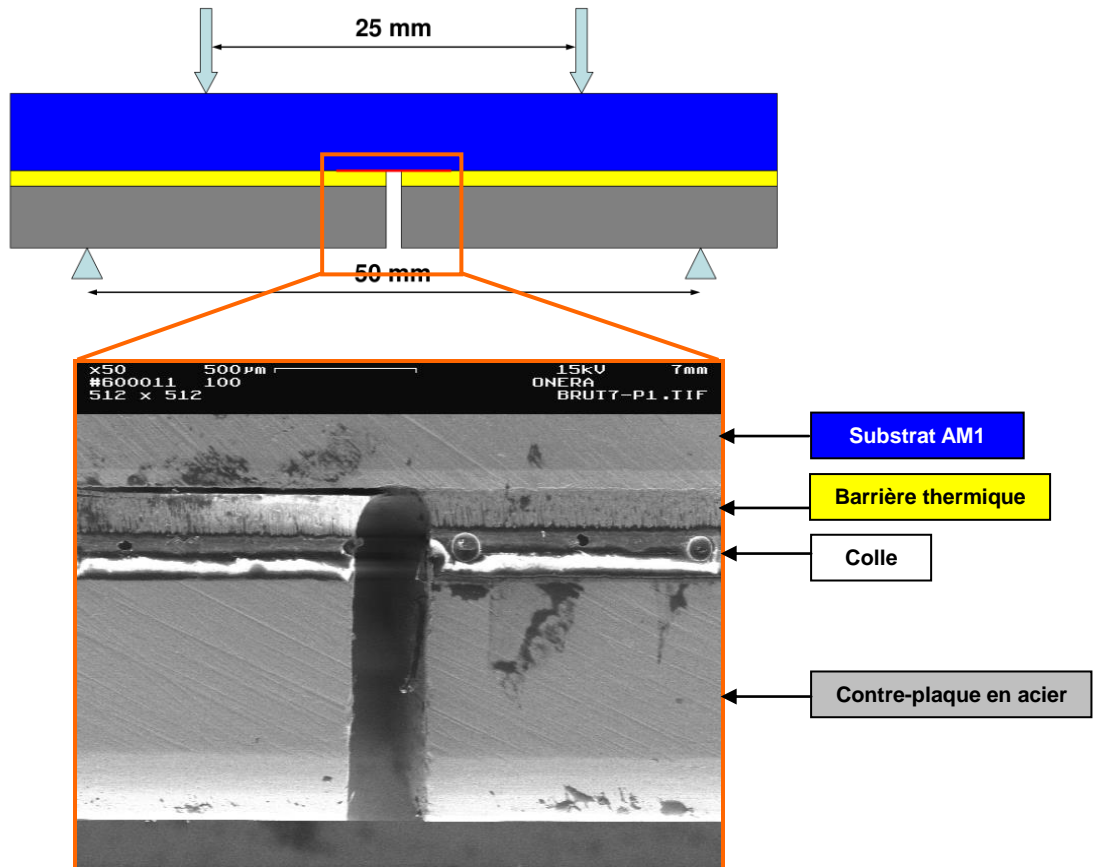 25 mm
50 mm
x50 500µm 15kV 7mm
#600011 100 ONERA
512 x 512 BRUT7-P1.TIF
Substrat AM1
Barrière thermique
Colle
Contre-plaque en acier